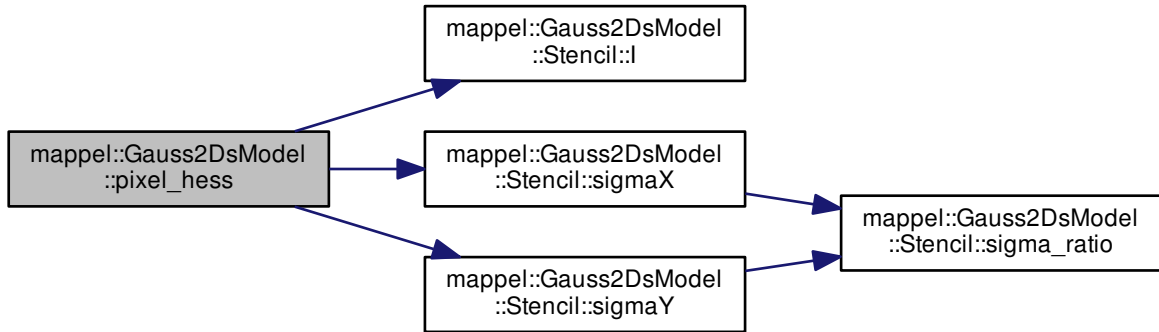 mappel::Gauss2DsModel
::pixel_hess
mappel::Gauss2DsModel
::Stencil::I
mappel::Gauss2DsModel
::Stencil::sigmaX
mappel::Gauss2DsModel
::Stencil::sigmaY
mappel::Gauss2DsModel
::Stencil::sigma_ratio